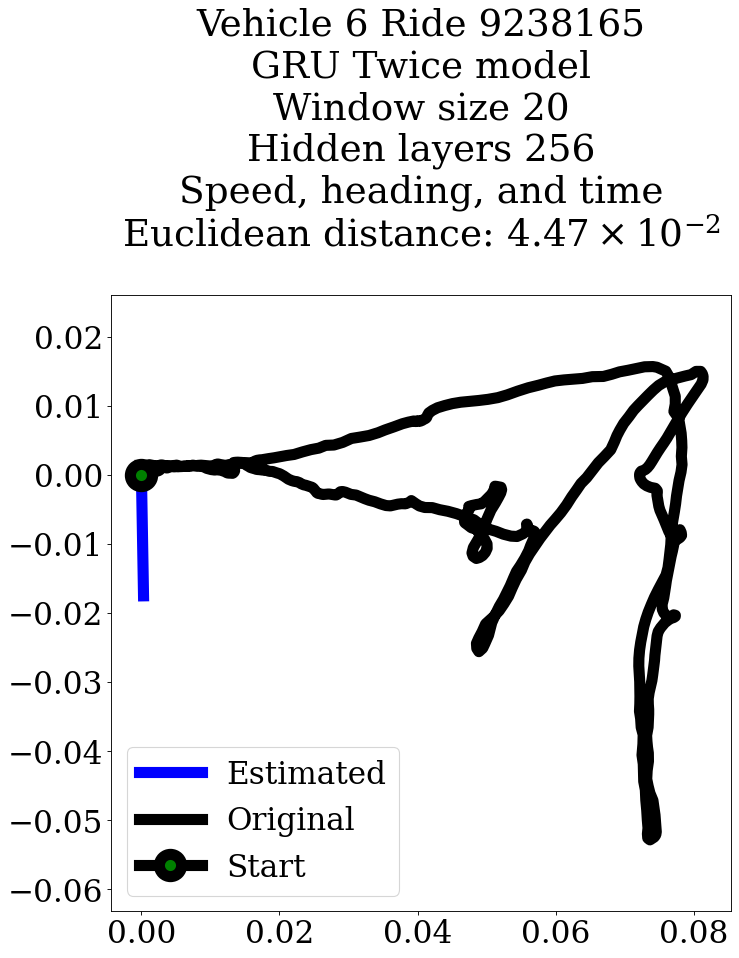 Vehicle 6 Ride 9238165
GRU Twice model
Window size 20
Hidden layers 256
Speed, heading, and time
Euclidean distance: 4.47 × 10⁻²
0.02
0.01
0.00
−0.01
−0.02
−0.03
−0.04
−0.05
−0.06
Estimated
Original
Start
0.00 0.02 0.04 0.06 0.08